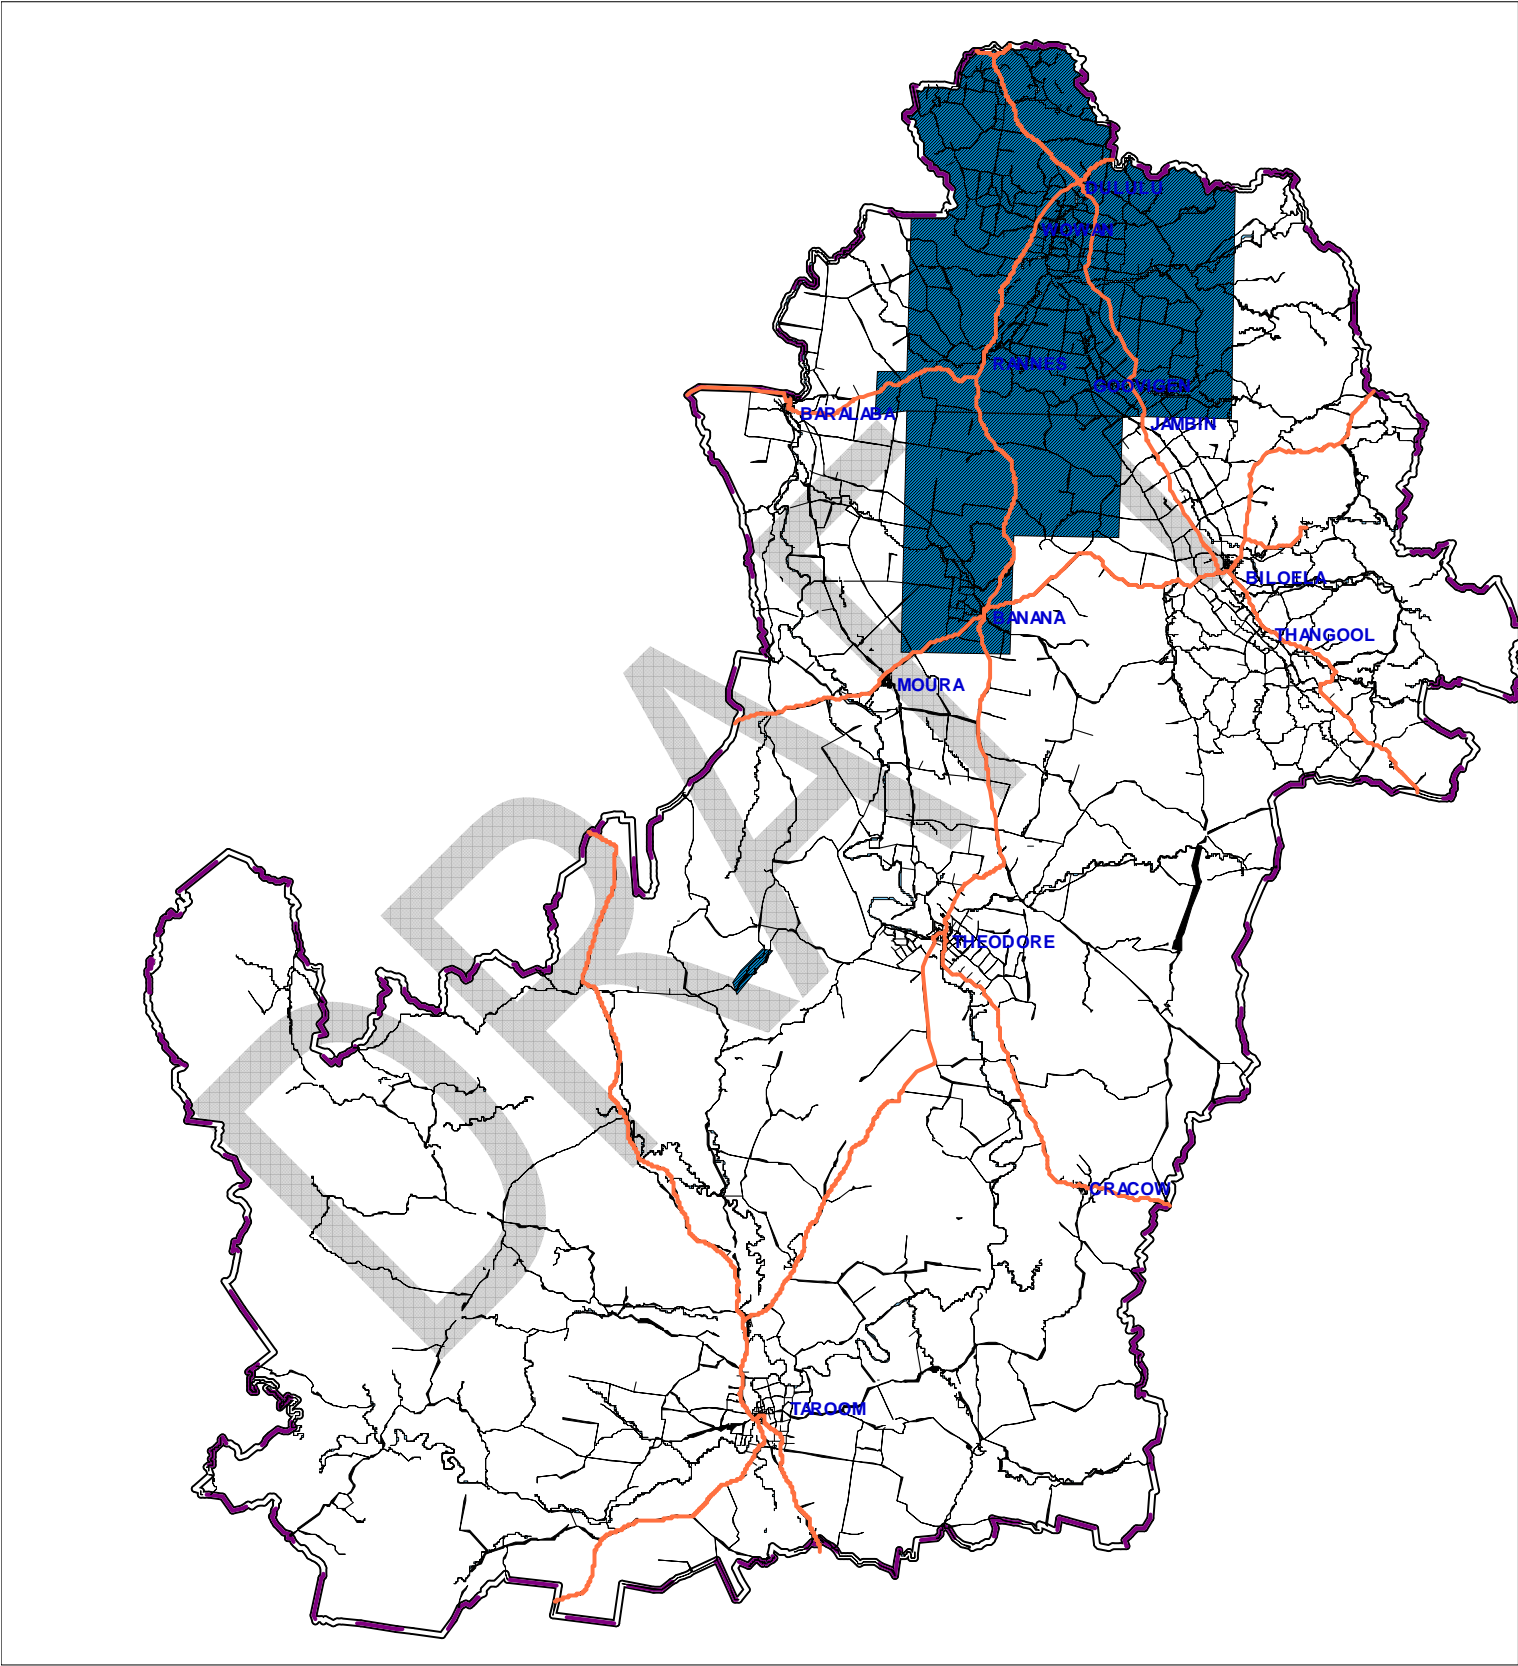 DULULU
WOWAN
RANNES
GOOVIGEN
BARALABA
JAMBIN
BILOELA
BANANA
THANGOOL
MOURA
THEODORE
CRACOW
TAROOM
DRAFT